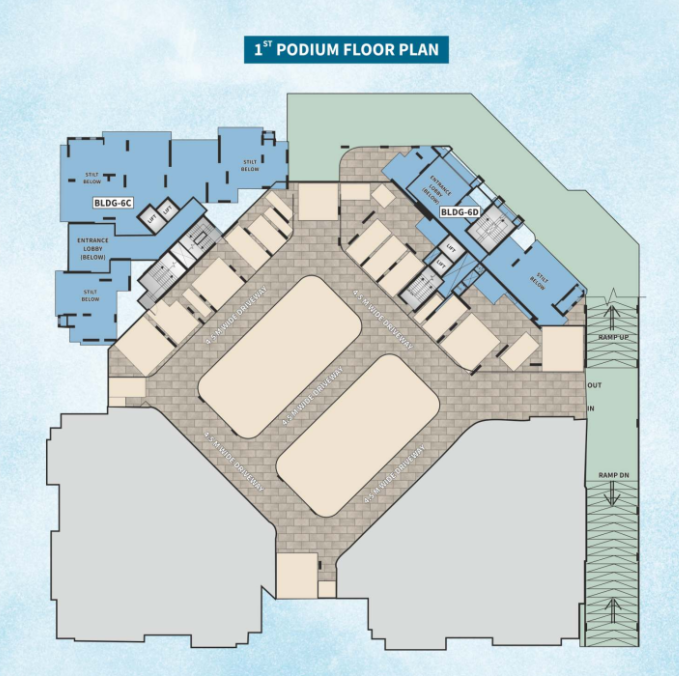 1ST PODIUM FLOOR PLAN
STILT
BELOW
STILT
BELOW
BLDG-6C
LIFT
LIFT
ENTRANCE
LOBBY
(BELOW)
STILT
BELOW
ENTRANCE
LOBBY
(BELOW)
BLDG-6D
LIFT
LIFT
STILT
BELOW
4.5 M WIDE DRIVEWAY
4.5 M WIDE DRIVEWAY
4.5 M WIDE DRIVEWAY
4.5 M WIDE DRIVEWAY
4.5 M WIDE DRIVEWAY
RAMP UP
OUT
IN
RAMP DN